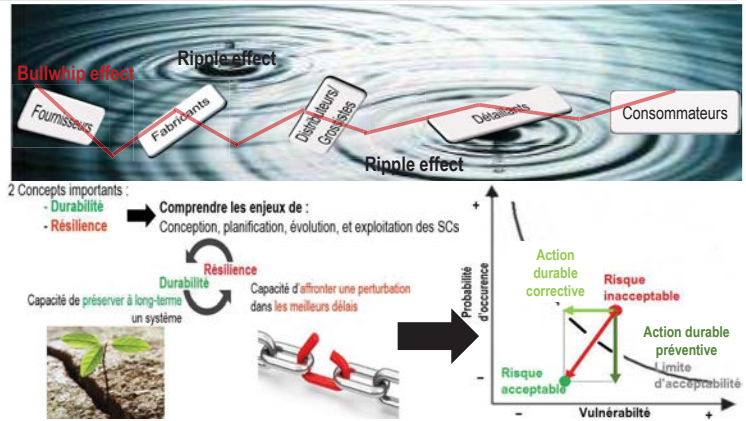 Ripple effect
Bullwhip effect
Fournisseurs
Fabricants
Distributeurs/
Grossistes
Détaillants
Consommateurs
Ripple effect
2 Concepts importants :
- Durabilité
- Résilience
Comprendre les enjeux de :
Conception, planification, évolution, et exploitation des SCs
Résilience
Durabilité
Capacité de préserver à long-terme
un système
Capacité d'affronter une perturbation
dans les meilleurs délais
+
Probabilité
d'occurence
–
Action
durable
corrective
Risque
inacceptable
Action durable
préventive
Limite
d'acceptabilité
Risque
acceptable
–
Vulnérabilté
+